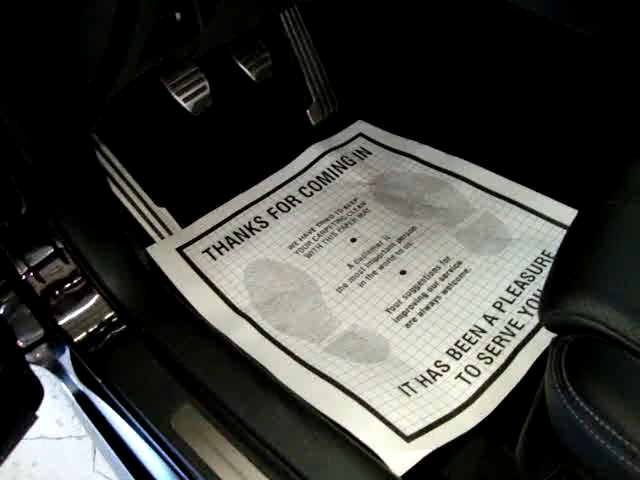 THANKS FOR COMING IN
WE HAVE TRIED TO KEEP
YOUR CARPETING CLEAN
WITH THIS PAPER MAT
A customer is
the most important person
in the world to us.
Your suggestions for
improving our service
are always welcome.
IT HAS BEEN A PLEASURE
TO SERVE YOU